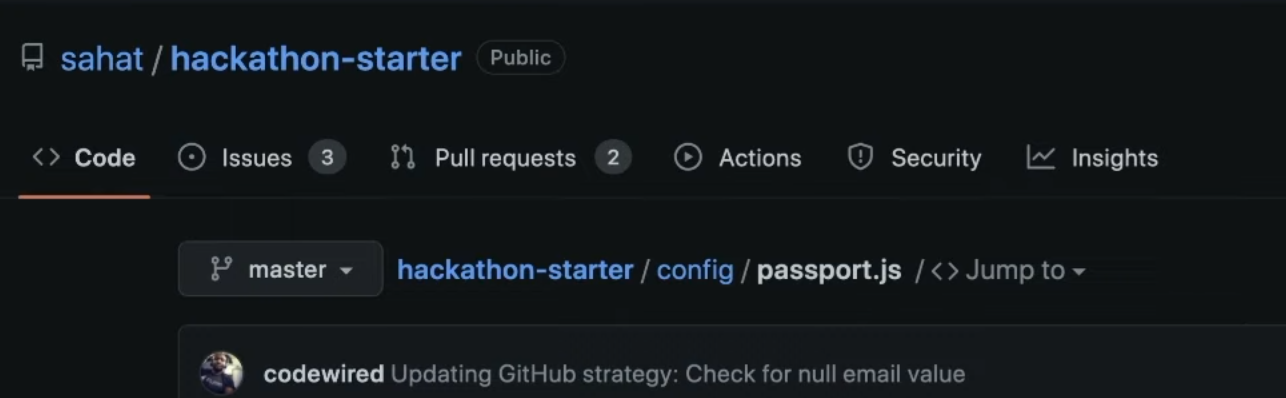 sahat / hackathon-starter Public
Code Issues 3 Pull requests 2 Actions Security Insights
master hackathon-starter / config / passport.js / <> Jump to
codewired Updating GitHub strategy: Check for null email value